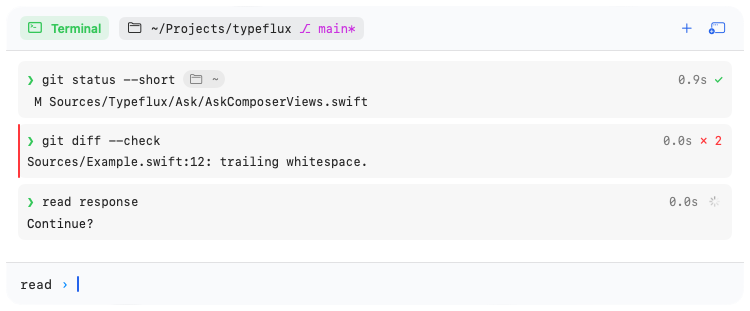 Terminal ~/Projects/typeflux main* +
❯ git status --short ~ 0.9s ✓
M Sources/Typeflux/Ask/AskComposerViews.swift
❯ git diff --check 0.0s × 2
Sources/Example.swift:12: trailing whitespace.
❯ read response 0.0s
Continue?
read ›